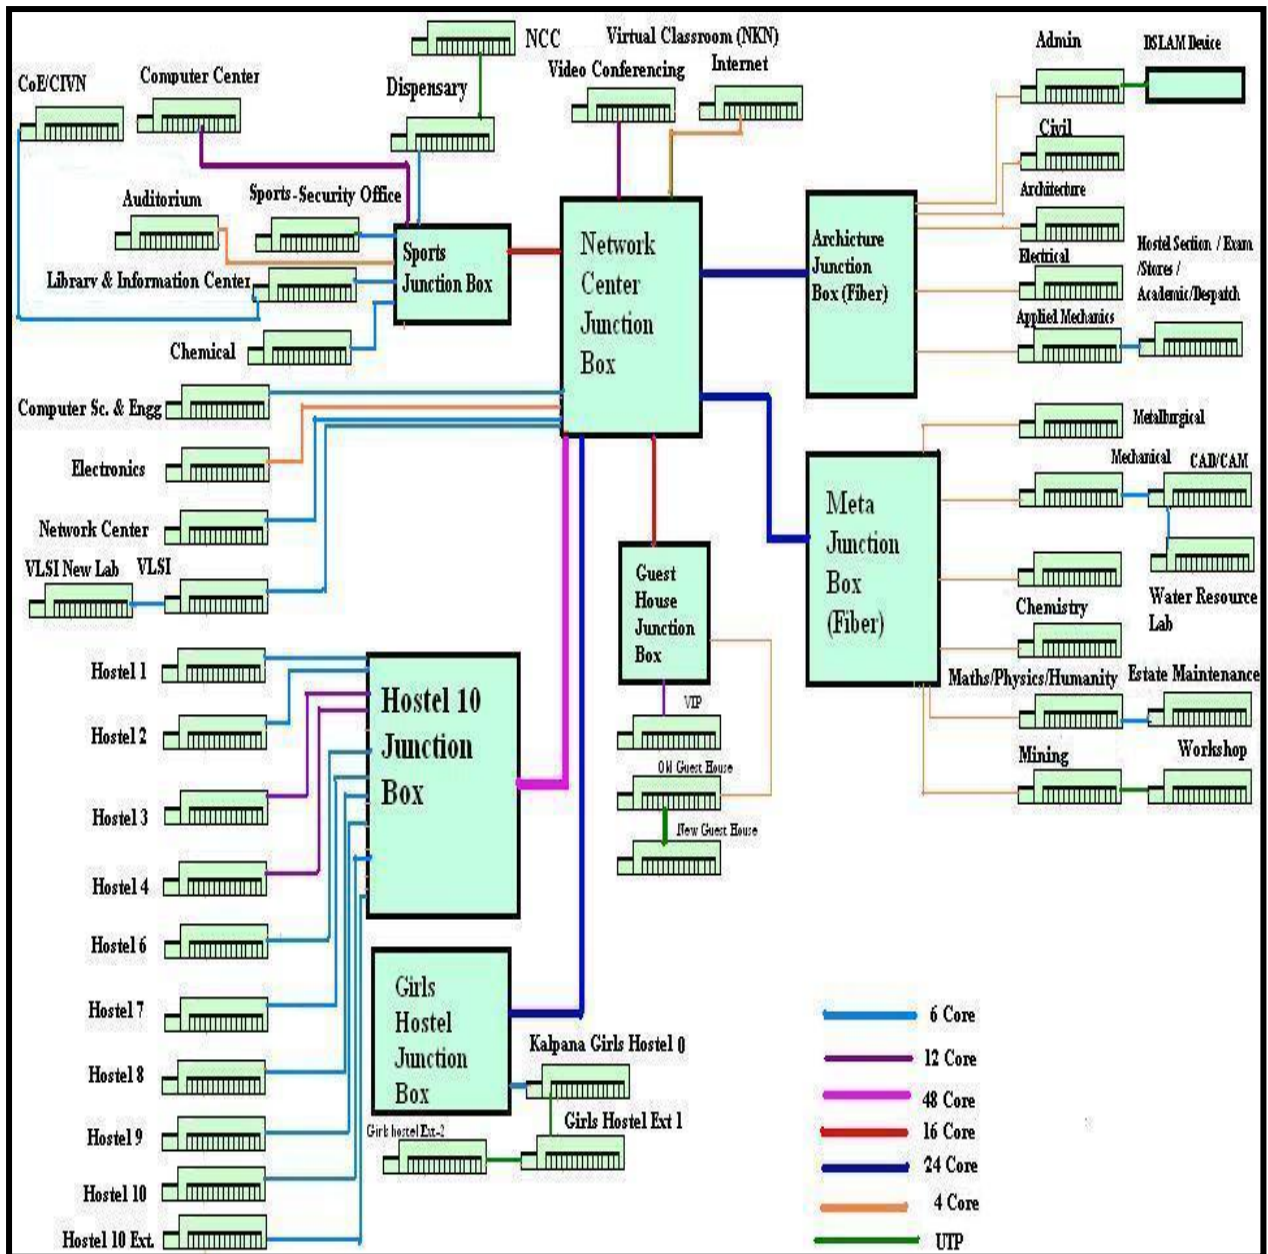 NCC
Virtual Classroom (NKN)
Admin
DSLAM Device
Computer Center
Video Conferencing
Internet
CoE/CIVN
Dispensary
Civil
Auditorium
Sports-Security Office
Architecture
Network
Center
Junction
Box
Archicture
Junction
Box (Fiber)
Sports
Junction Box
Hostel Section / Exam
/Stores /
Academic/Despatch
Electrical
Library & Information Center
Applied Mechanics
Chemical
Computer Sc. & Engg
Metallurgical
Electronics
Mechanical
CAD/CAM
Meta
Junction
Box
(Fiber)
Network Center
VLSI New Lab
VLSI
Guest
House
Junction
Box
Chemistry
Water Resource
Lab
Hostel 1
Maths/Physics/Humanity
Estate Maintenance
Hostel 10
Junction
Box
VIP
Hostel 2
Mining
Workshop
Old Guest House
Hostel 3
New Guest House
Hostel 4
Hostel 6
Hostel 7
Girls
Hostel
Junction
Box
Hostel 8
Kalpana Girls Hostel 0
Girls Hostel Ext 1
Girls hostel Ext-2
Hostel 9
Hostel 10
Hostel 10 Ext.
6 Core
12 Core
48 Core
16 Core
24 Core
4 Core
UTP